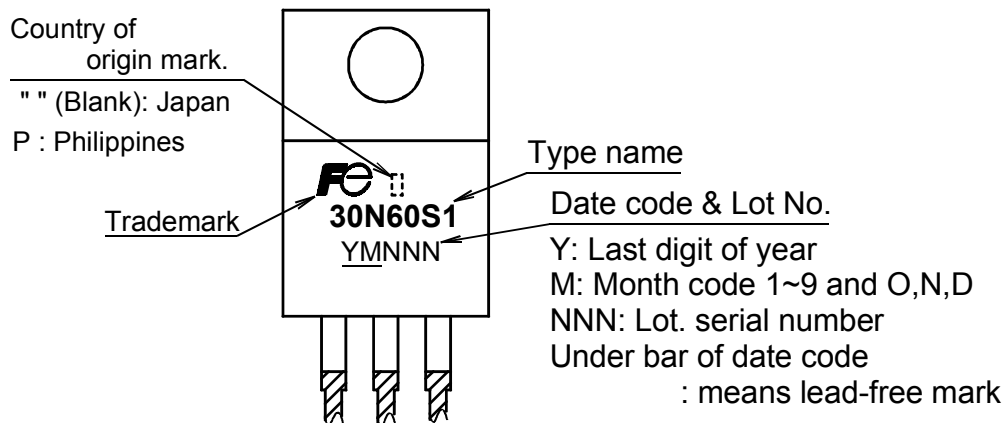 Country of
origin mark.
" " (Blank): Japan
P : Philippines
Trademark
Fe
30N60S1
YMNNN
Type name
Date code & Lot No.
Y: Last digit of year
M: Month code 1~9 and O,N,D
NNN: Lot. serial number
Under bar of date code
: means lead-free mark